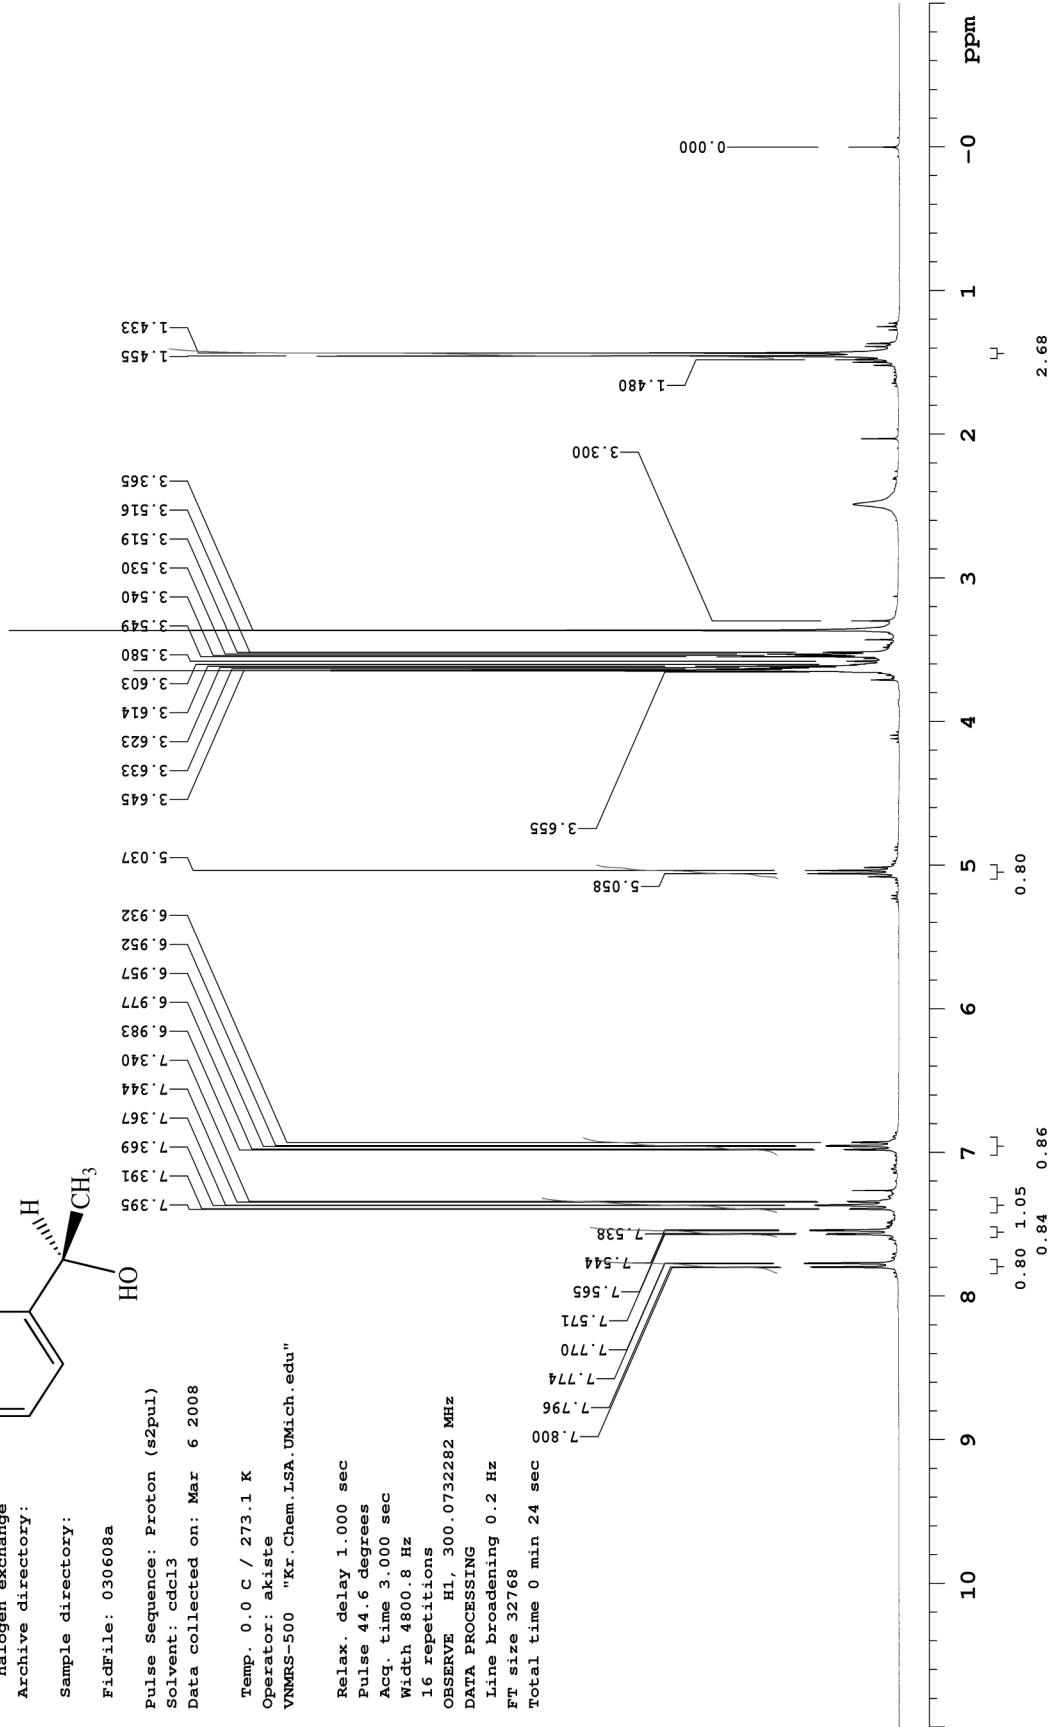 halogen exchange
Archive directory:
Sample directory:
FidFile: 030608a
Pulse Sequence: Proton (s2pul)
Solvent: cdcl3
Data collected on: Mar 6 2008
Temp. 0.0 C / 273.1 K
Operator: akiste
VNMRS-500 "Kr.Chem.LSA.UMich.edu"
Relax. delay 1.000 sec
Pulse 44.6 degrees
Acq. time 3.000 sec
Width 4800.8 Hz
16 repetitions
OBSERVE H1, 300.0732282 MHz
DATA PROCESSING
Line broadening 0.2 Hz
FT size 32768
Total time 0 min 24 sec
H
CH3
HO
7.800
7.796
7.774
7.770
7.571
7.565
7.544
7.538
7.395
7.391
7.369
7.367
7.344
7.340
6.983
6.977
6.957
6.952
6.932
5.058
5.037
3.655
3.645
3.633
3.623
3.614
3.603
3.580
3.549
3.540
3.530
3.519
3.516
3.365
3.300
1.480
1.455
1.433
0.000
10 9 8 7 6 5 4 3 2 1 -0 ppm
0.80 1.05 0.86 0.80 2.68
0.84